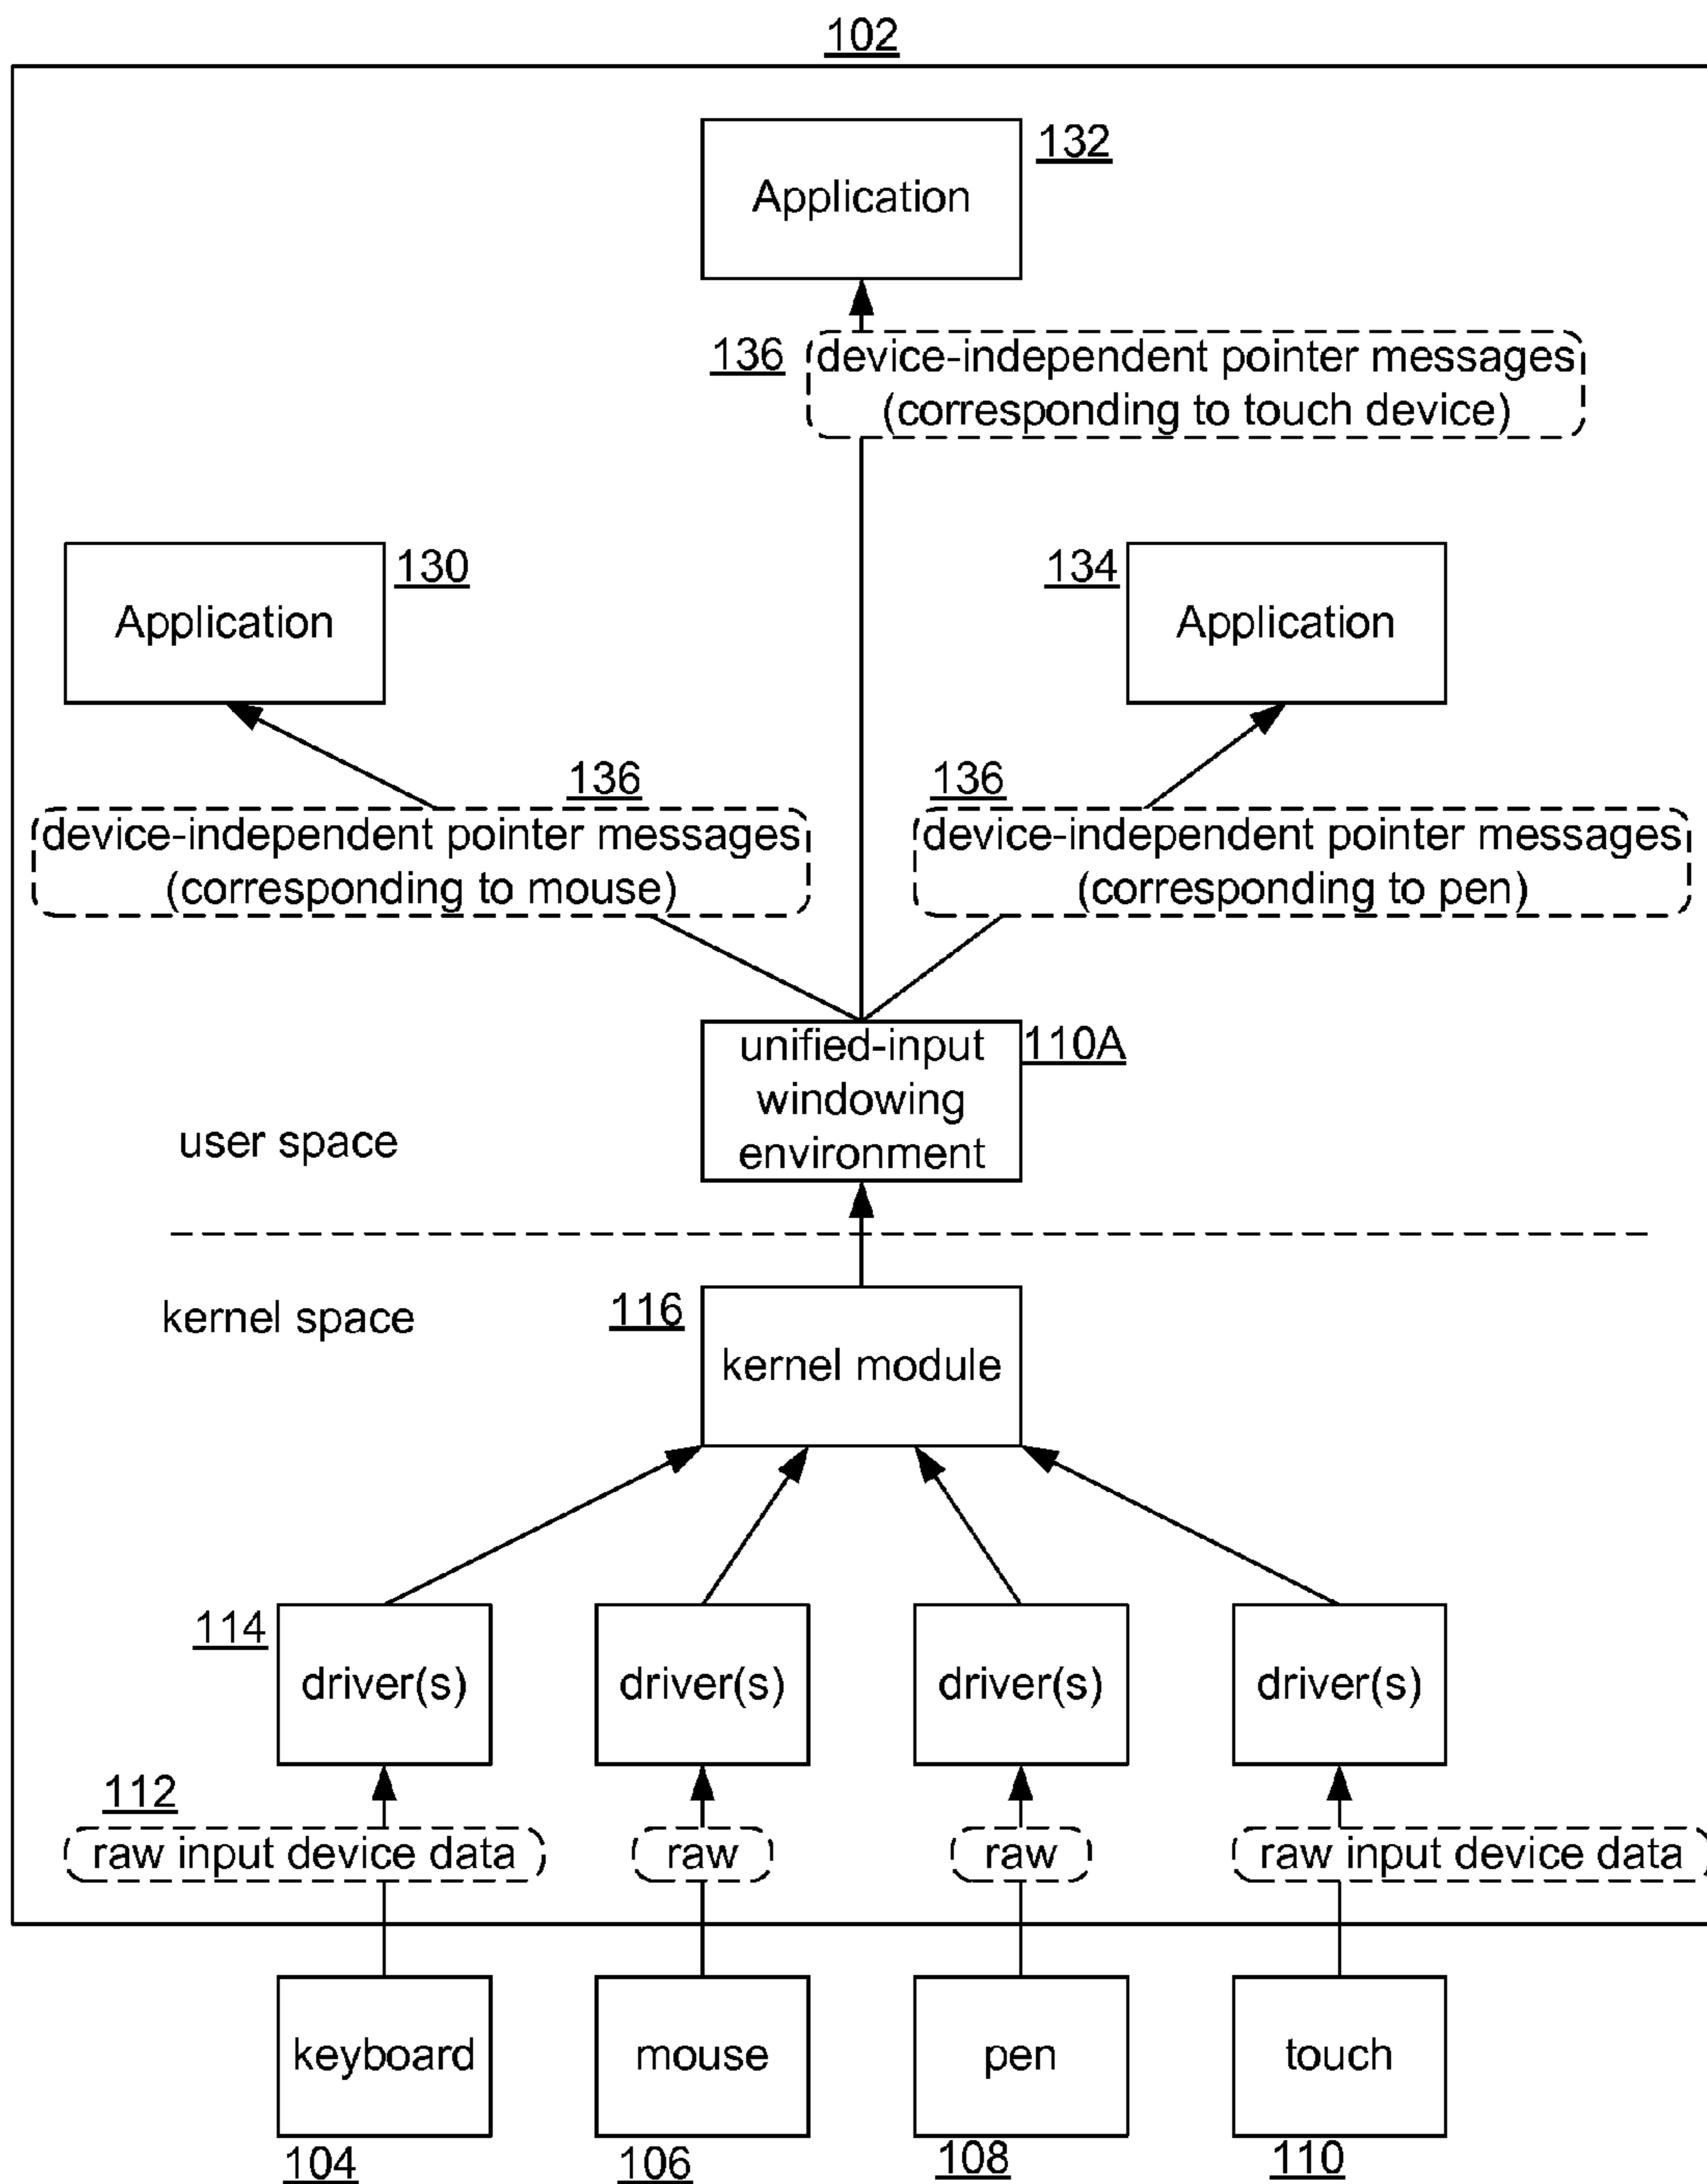 102
132
Application
136
device-independent pointer messages
(corresponding to touch device)
130
134
Application
Application
136
136
device-independent pointer messages
(corresponding to mouse)
device-independent pointer messages
(corresponding to pen)
unified-input
windowing
environment
110A
user space
kernel space
116
kernel module
114
driver(s)
driver(s)
driver(s)
driver(s)
112
raw input device data
raw
raw
raw input device data
keyboard
mouse
pen
touch
104
106
108
110